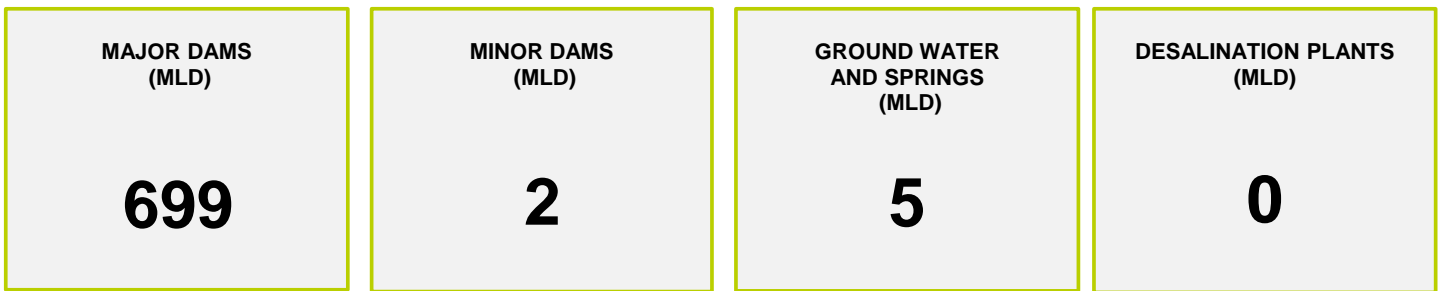 MAJOR DAMS
(MLD)
699
MINOR DAMS
(MLD)
2
GROUND WATER
AND SPRINGS
(MLD)
5
DESALINATION PLANTS
(MLD)
0